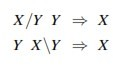 X/Y Y ⇒ X
Y X\Y ⇒ X